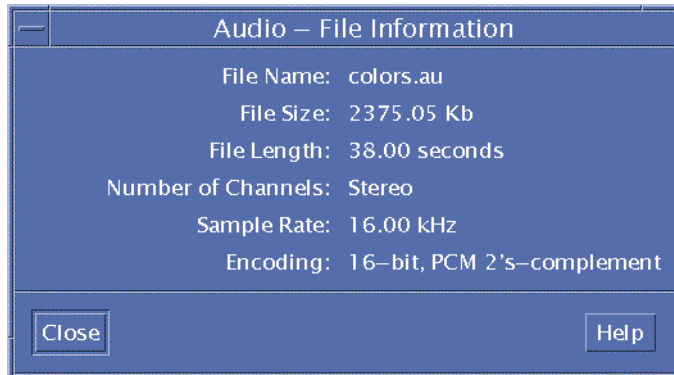 Audio – File Information
File Name: colors.au
File Size: 2375.05 Kb
File Length: 38.00 seconds
Number of Channels: Stereo
Sample Rate: 16.00 kHz
Encoding: 16–bit, PCM 2's–complement
Close
Help